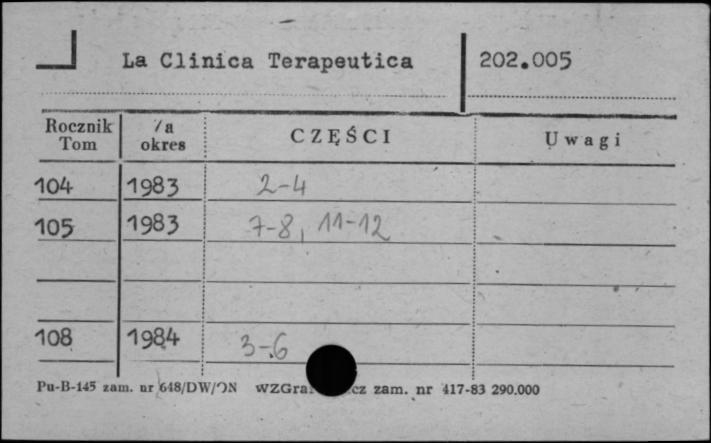 La Clinica Terapeutica 202.005
Rocznik Tom /a okres CZĘŚCI Uwagi
104 1983 2-4
105 1983 7-8, 11-12
108 1984 3-6
Pu-B-145 zam. nr 648/DW/ON WZGra cz zam. nr 417-83 290.000